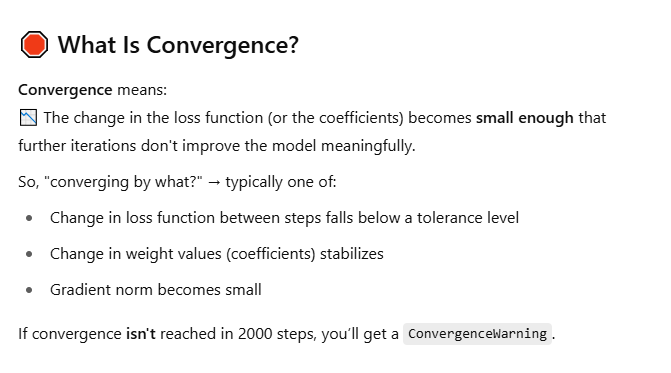 🛑 What Is Convergence?
Convergence means:
📉 The change in the loss function (or the coefficients) becomes small enough that
further iterations don't improve the model meaningfully.
So, "converging by what?" → typically one of:
• Change in loss function between steps falls below a tolerance level
• Change in weight values (coefficients) stabilizes
• Gradient norm becomes small
If convergence isn't reached in 2000 steps, you'll get a ConvergenceWarning.